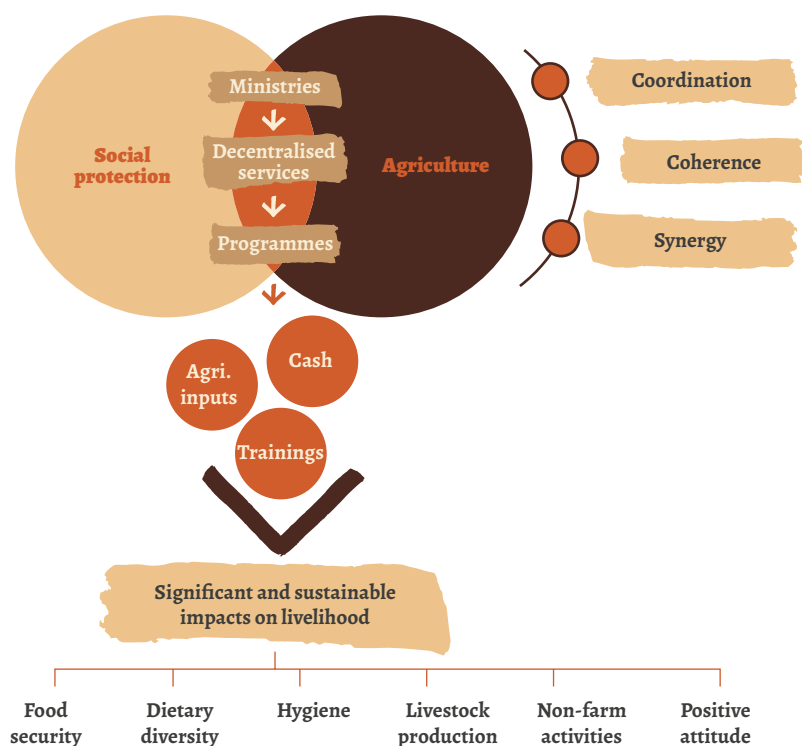 Ministries
Social
protection
Decentralised
services
Agriculture
Programmes
Coordination
Coherence
Synergy
Agri.
inputs
Cash
Trainings
Significant and sustainable
impacts on livelihood
Food
security
Dietary
diversity
Hygiene
Livestock
production
Non-farm
activities
Positive
attitude